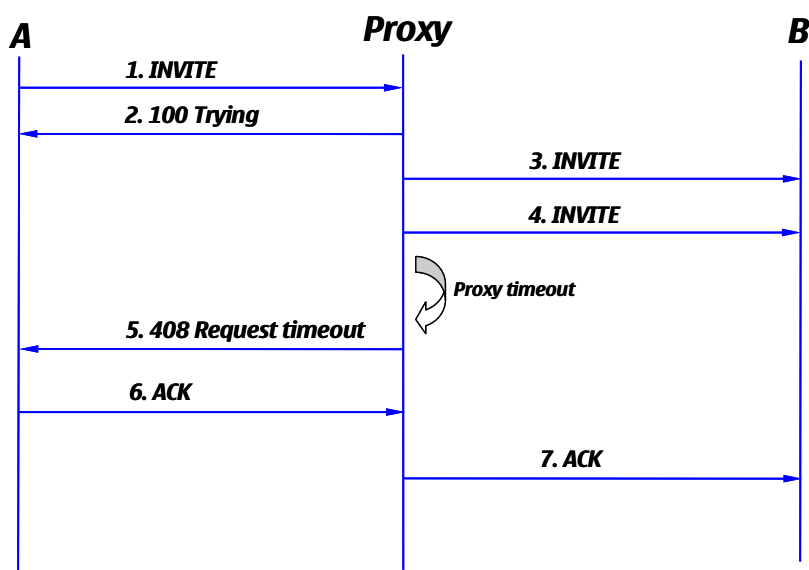 A
Proxy
B
1. INVITE
2. 100 Trying
3. INVITE
4. INVITE
Proxy timeout
5. 408 Request timeout
6. ACK
7. ACK